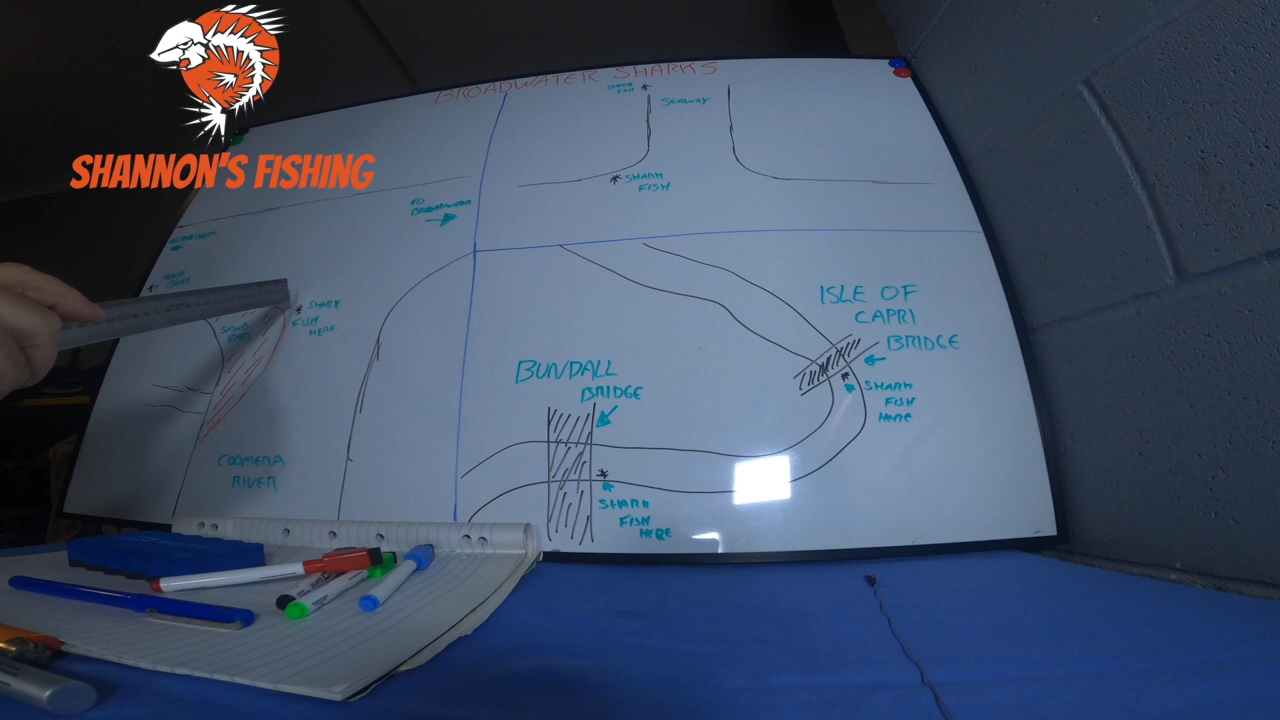 SHANNON'S FISHING
BROADWATER SHARKS
SHARK
FISH
SEAWAY
SHARK
FISH
TO
BROADWATER
SHARK
FISH
HERE
SAND
COOMERA
RIVER
ISLE OF
CAPRI
BRIDGE
SHARK
FISH
HERE
BUNDALL
BRIDGE
SHARK
FISH
HERE